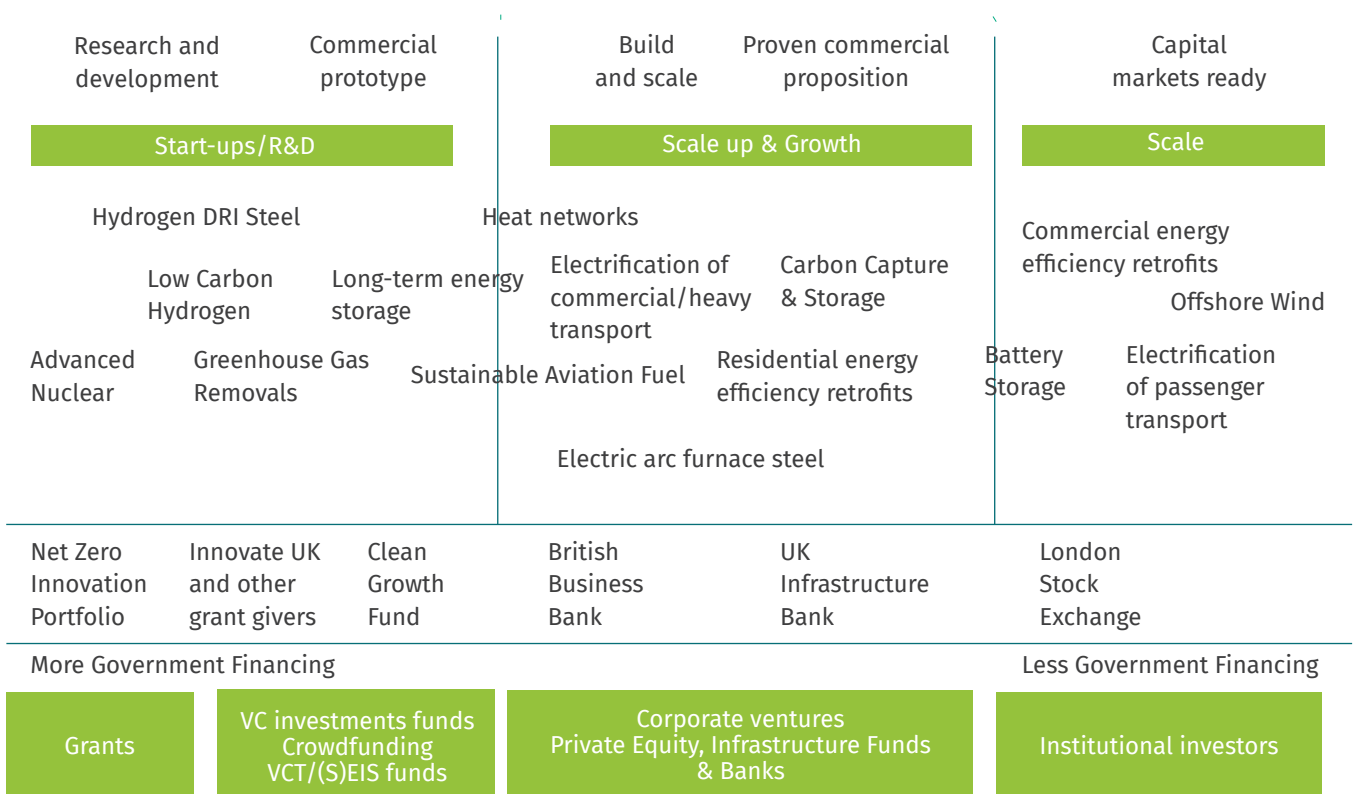 Research and
development
Commercial
prototype
Build
and scale
Proven commercial
proposition
Capital
markets ready
Start-ups/R&D
Scale up & Growth
Scale
Hydrogen DRI Steel
Heat networks
Commercial energy
efficiency retrofits
Low Carbon
Hydrogen
Long-term energy
storage
Electrification of
commercial/heavy
transport
Carbon Capture
& Storage
Offshore Wind
Advanced
Nuclear
Greenhouse Gas
Removals
Sustainable Aviation Fuel
Residential energy
efficiency retrofits
Battery
Storage
Electrification
of passenger
transport
Electric arc furnace steel
Net Zero
Innovation
Portfolio
Innovate UK
and other
grant givers
Clean
Growth
Fund
British
Business
Bank
UK
Infrastructure
Bank
London
Stock
Exchange
More Government Financing
Less Government Financing
Grants
VC investments funds
Crowdfunding
VCT/(S)EIS funds
Corporate ventures
Private Equity, Infrastructure Funds
& Banks
Institutional investors